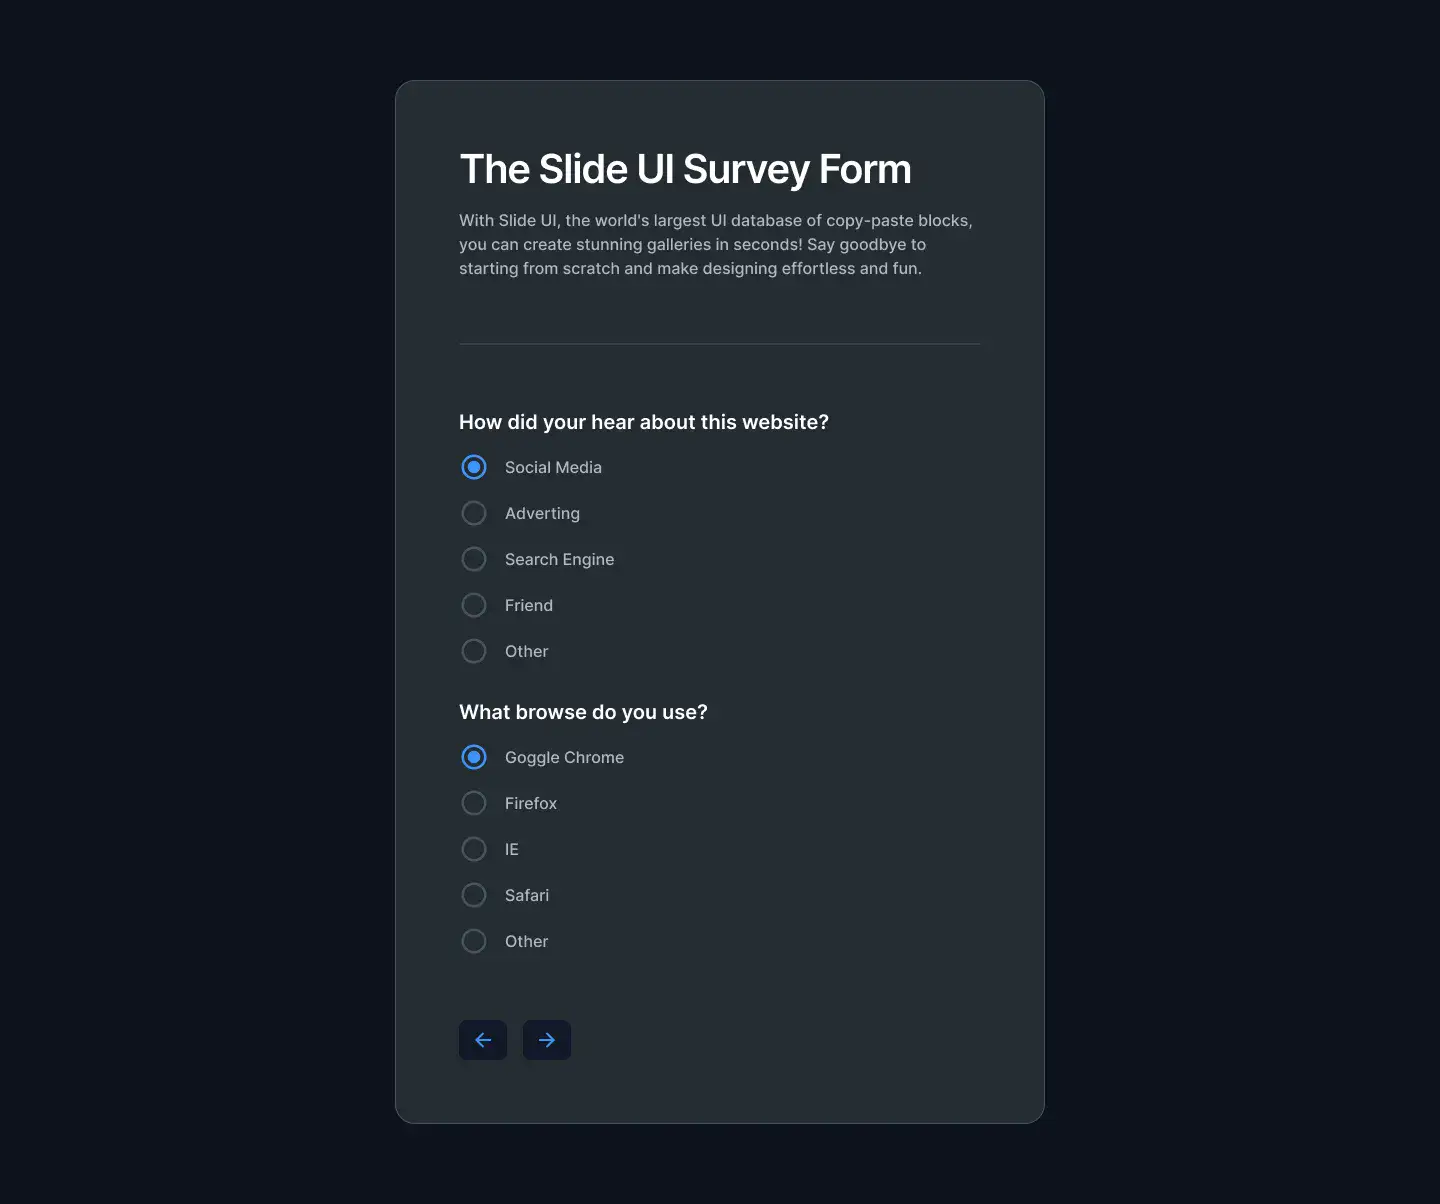 The Slide UI Survey Form
With Slide UI, the world's largest UI database of copy-paste blocks,
you can create stunning galleries in seconds! Say goodbye to
starting from scratch and make designing effortless and fun.
How did your hear about this website?
Social Media
Adverting
Search Engine
Friend
Other
What browse do you use?
Goggle Chrome
Firefox
IE
Safari
Other